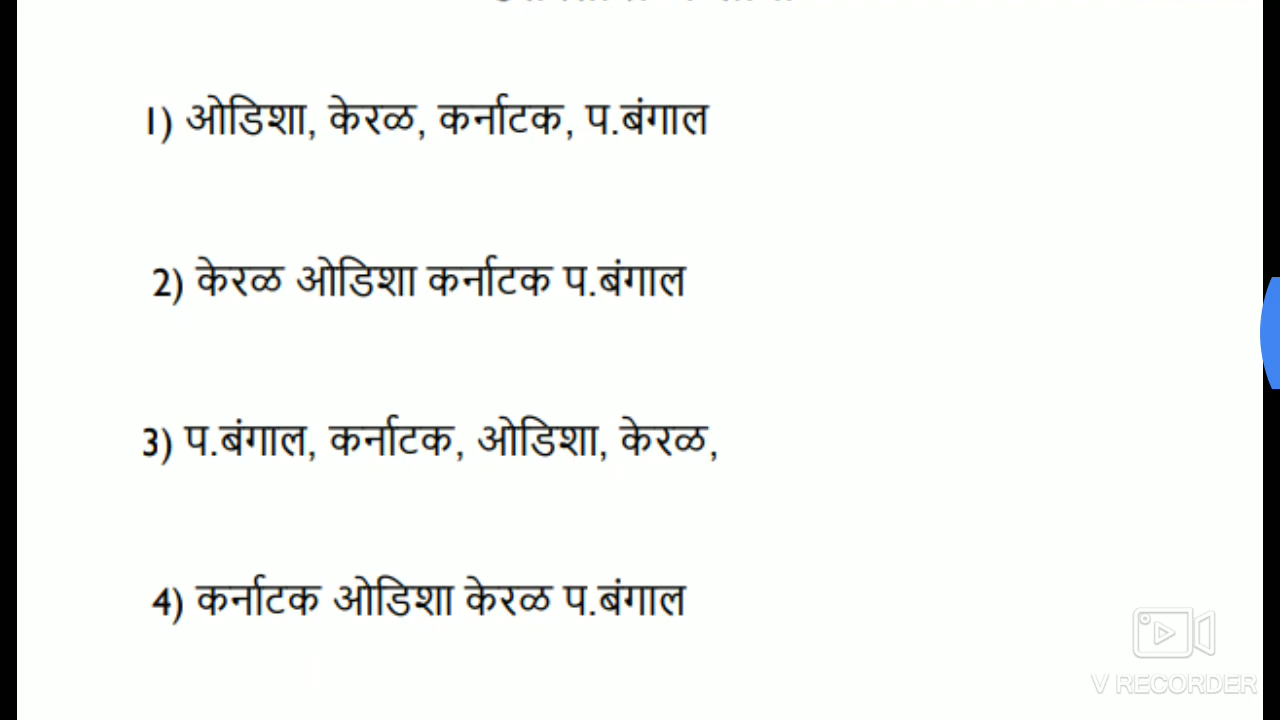 1) ओडिशा, केरळ, कर्नाटक, प.बंगाल
2) केरळ ओडिशा कर्नाटक प.बंगाल
3) प.बंगाल, कर्नाटक, ओडिशा, केरळ,
4) कर्नाटक ओडिशा केरळ प.बंगाल
V RECORDER